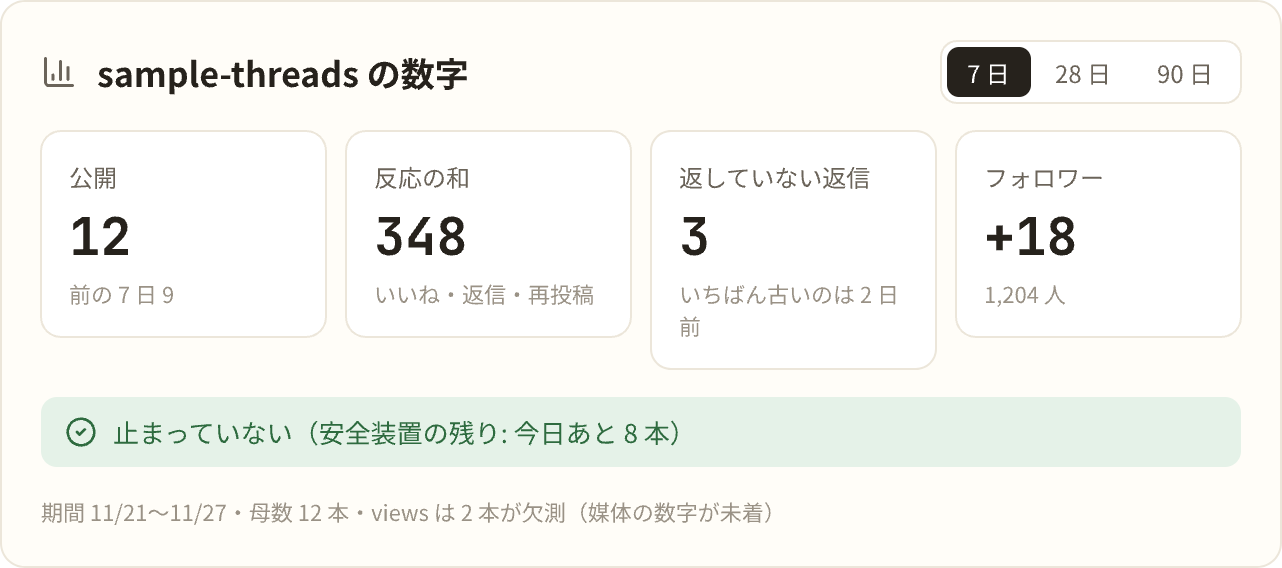 sample-threads の数字
7 日
28 日
90 日
公開
12
前の 7 日 9
反応の和
348
いいね・返信・再投稿
返していない返信
3
いちばん古いのは 2 日
前
フォロワー
+18
1,204 人
止まっていない（安全装置の残り: 今日あと 8 本）
期間 11/21〜11/27・母数 12 本・views は 2 本が欠測（媒体の数字が未着）